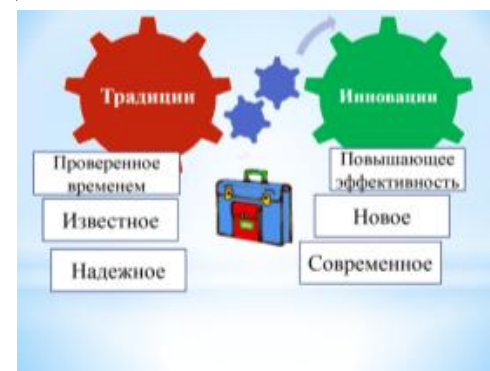 Традиции
Инновации
Проверенное
временем
Известное
Надежное
Повышающее
эффективность
Новое
Современное